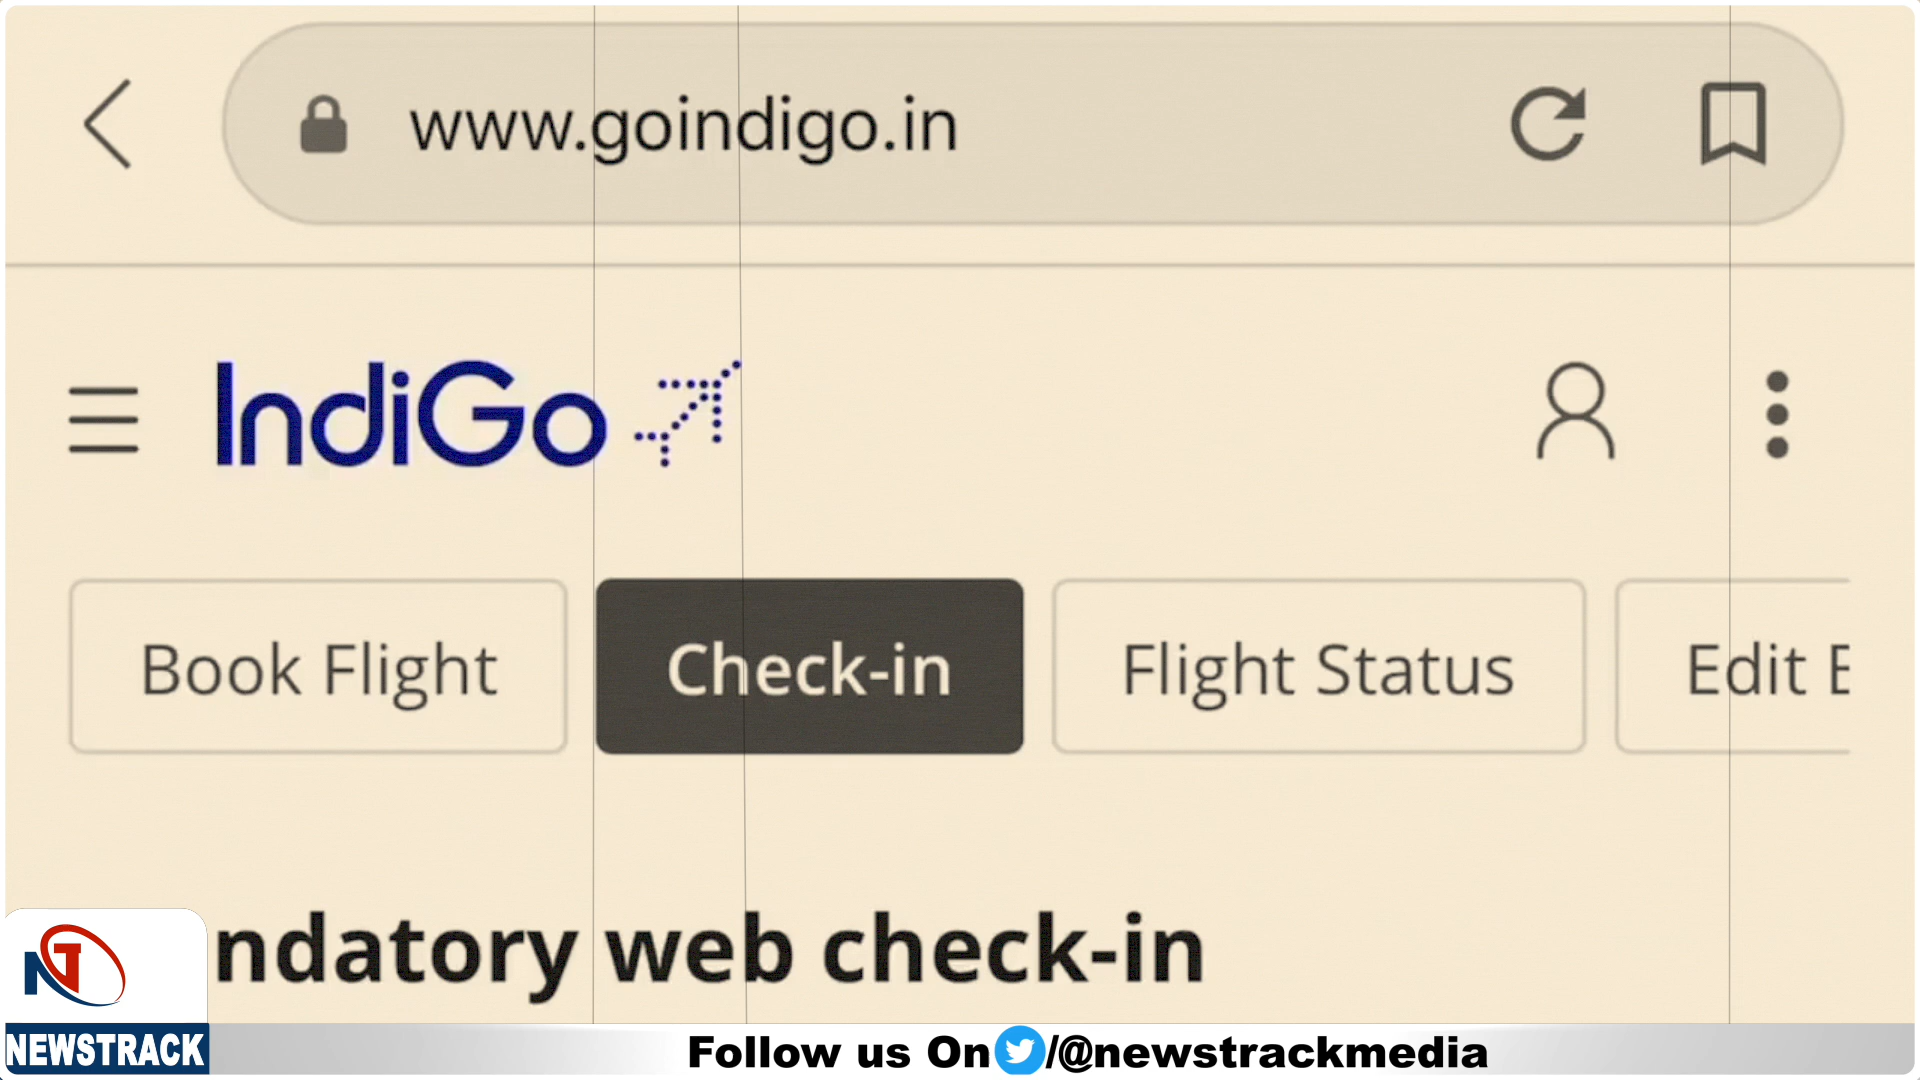 www.goindigo.in
IndiGo
Book Flight
Check-in
Flight Status
Edit
ndatory web check-in
NT
NEWSTRACK
Follow us On /@newstrackmedia